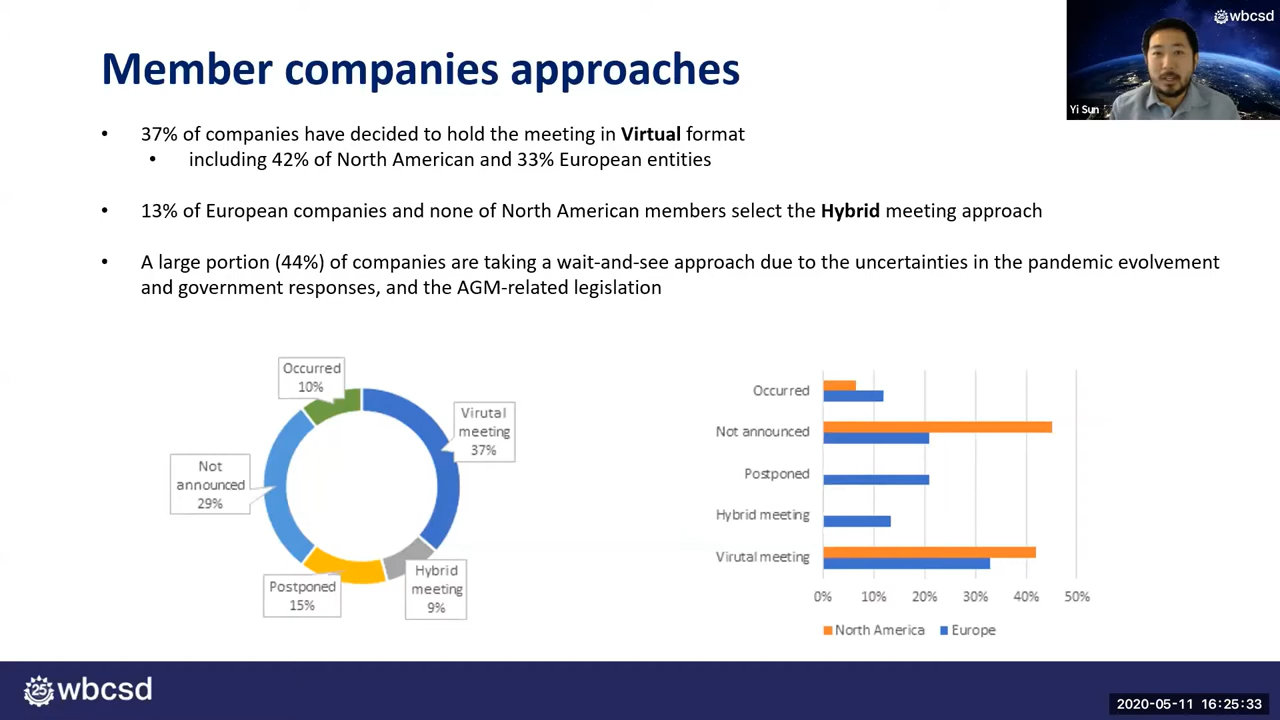 wbcsd
Yi Sun
Member companies approaches
• 37% of companies have decided to hold the meeting in Virtual format
• including 42% of North American and 33% European entities
• 13% of European companies and none of North American members select the Hybrid meeting approach
• A large portion (44%) of companies are taking a wait-and-see approach due to the uncertainties in the pandemic evolvement
and government responses, and the AGM-related legislation
Occurred
10%
Virutal
meeting
37%
Not
announced
29%
Postponed
15%
Hybrid
meeting
9%
Occurred
Not announced
Postponed
Hybrid meeting
Virutal meeting
0% 10% 20% 30% 40% 50%
North America Europe
25 wbcsd
2020-05-11 16:25:33